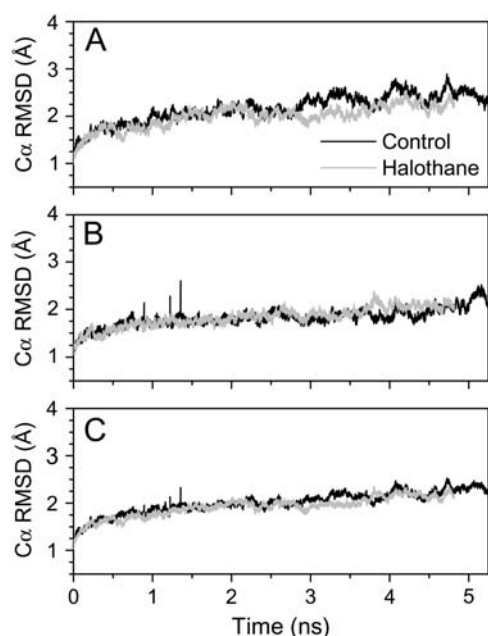 A
Cα RMSD (Å)
4
3
2
1
Control
Halothane
B
Cα RMSD (Å)
4
3
2
1
C
Cα RMSD (Å)
4
3
2
1
0 1 2 3 4 5
Time (ns)